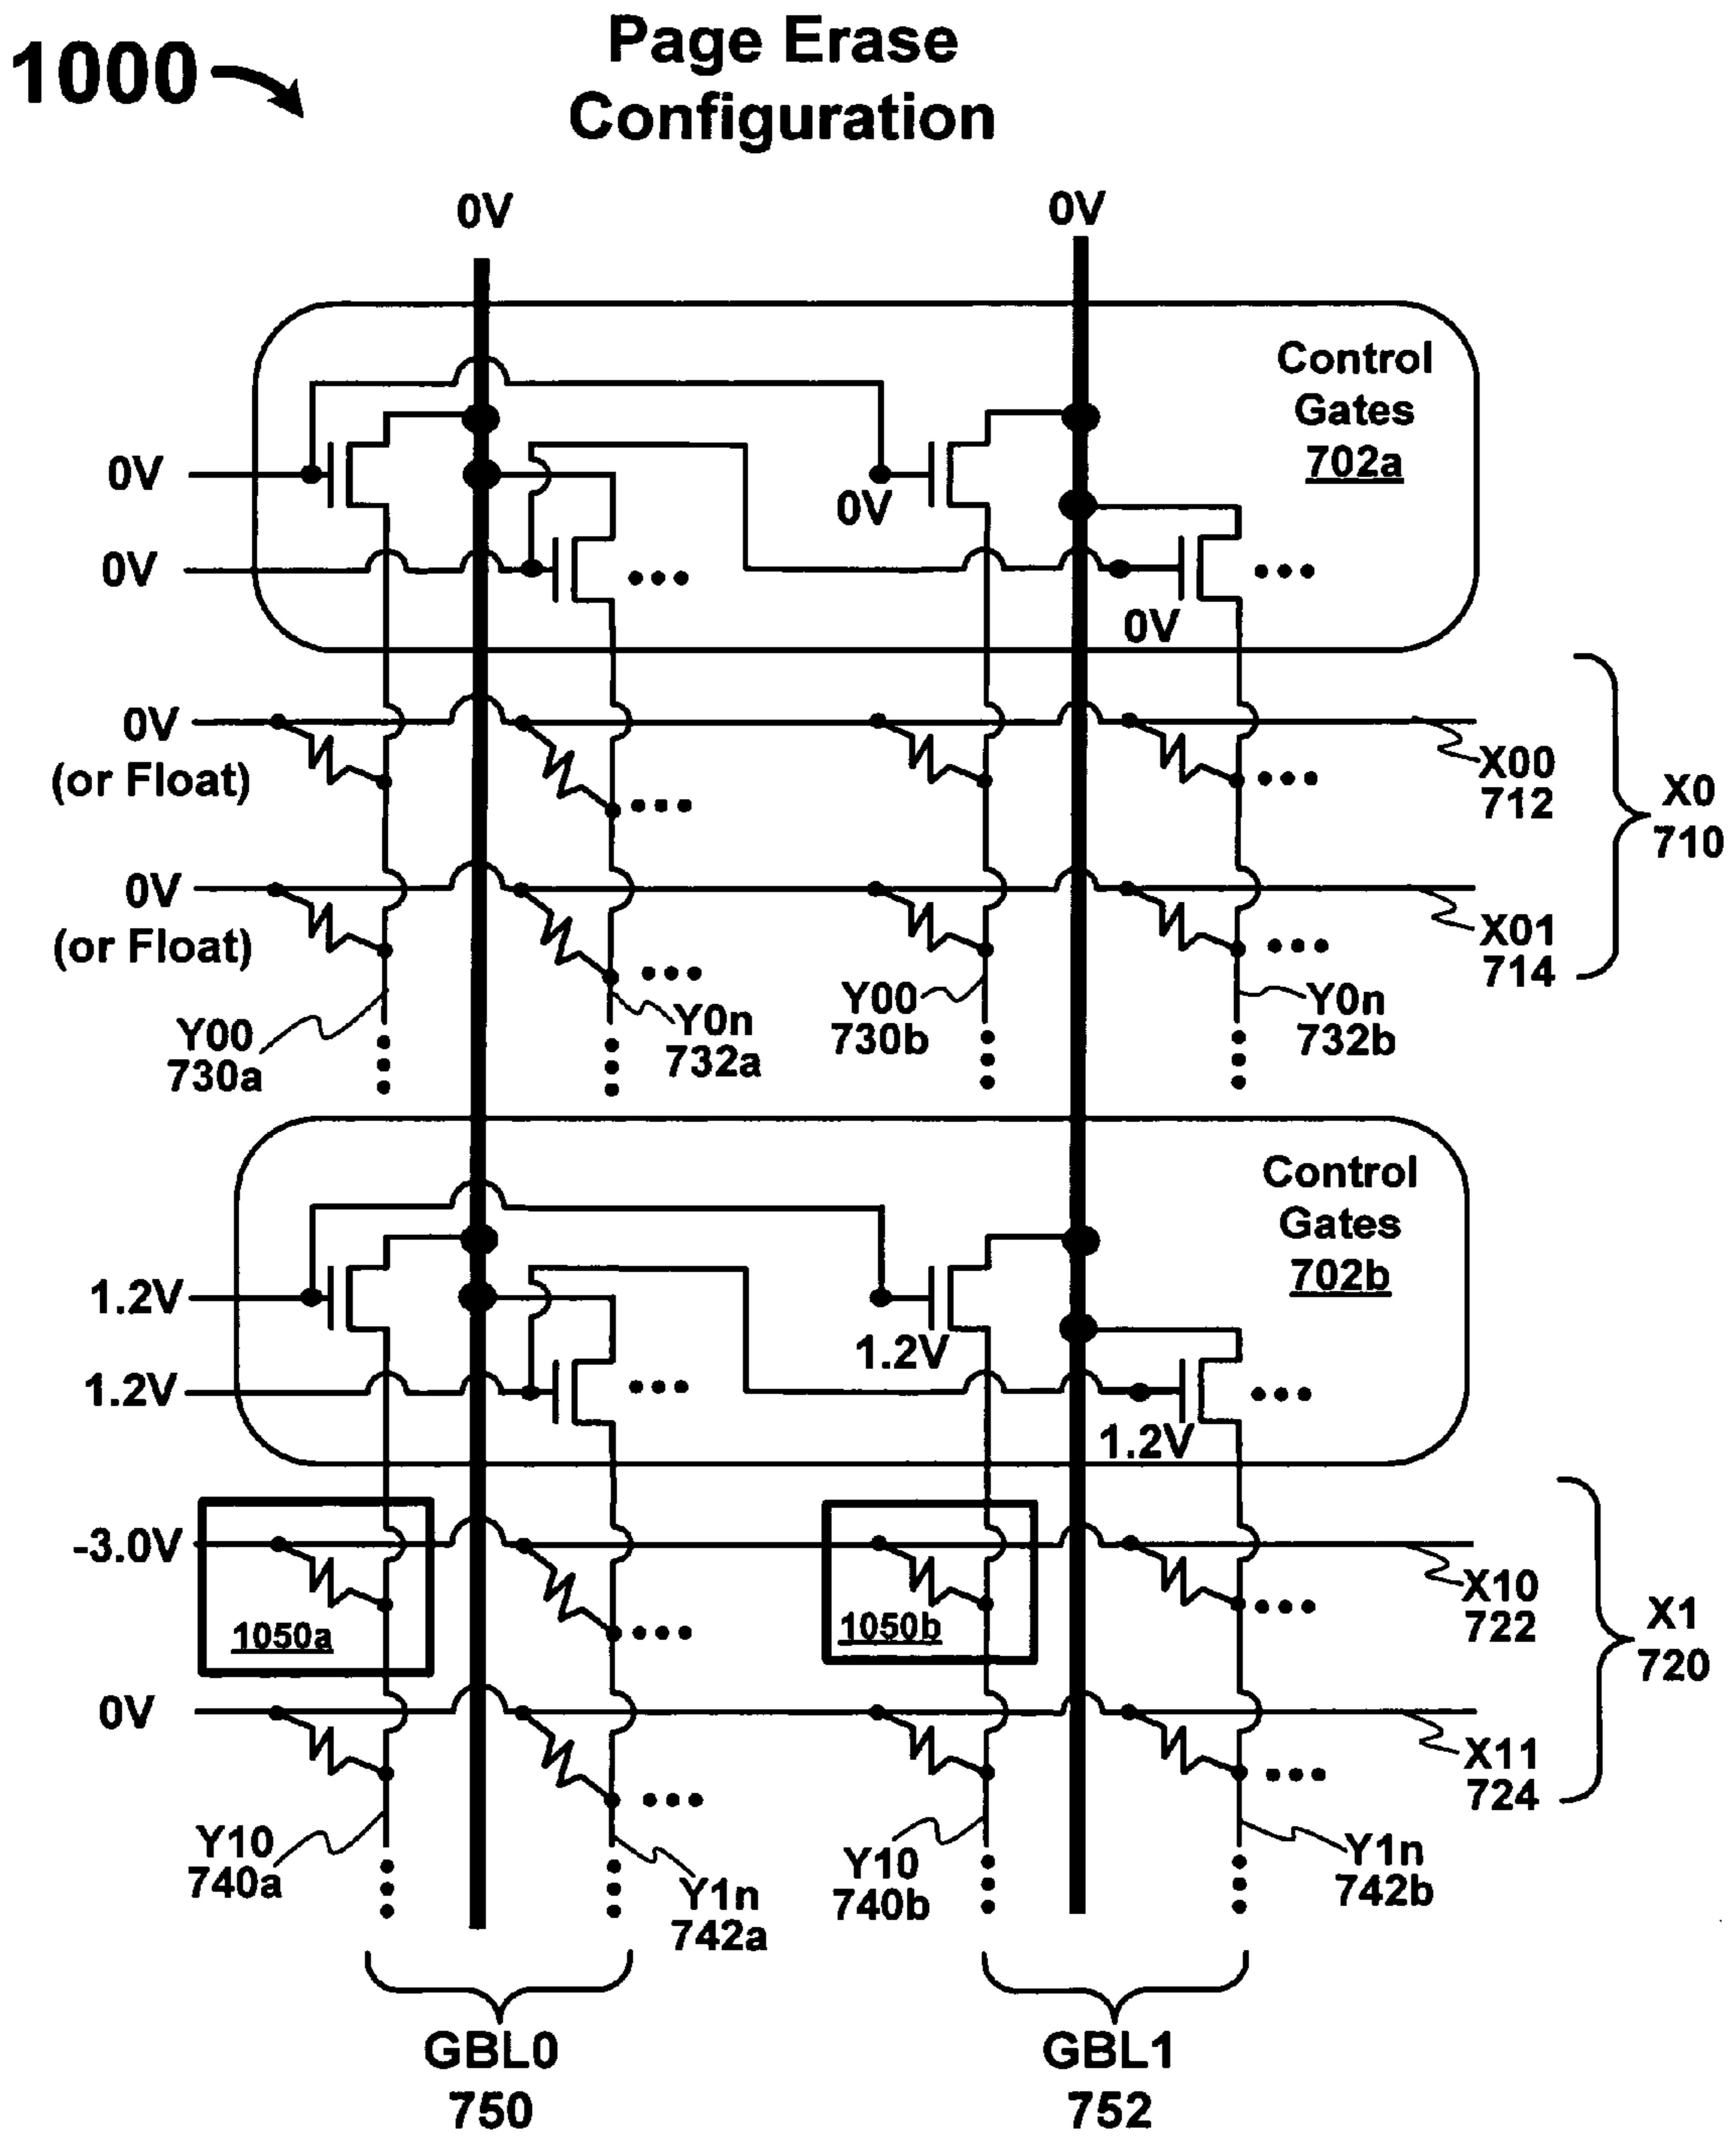 1000
Page Erase
Configuration
0V
0V
Control
Gates
702a
0V
0V
0V
0V
0V
(or Float)
X00
712
X0
710
0V
(or Float)
X01
714
Y00
730a
Y0n
732a
Y00
730b
Y0n
732b
Control
Gates
702b
1.2V
1.2V
1.2V
1.2V
-3.0V
1050a
1050b
X10
722
X1
720
0V
X11
724
Y10
740a
Y1n
742a
Y10
740b
Y1n
742b
GBL0
750
GBL1
752